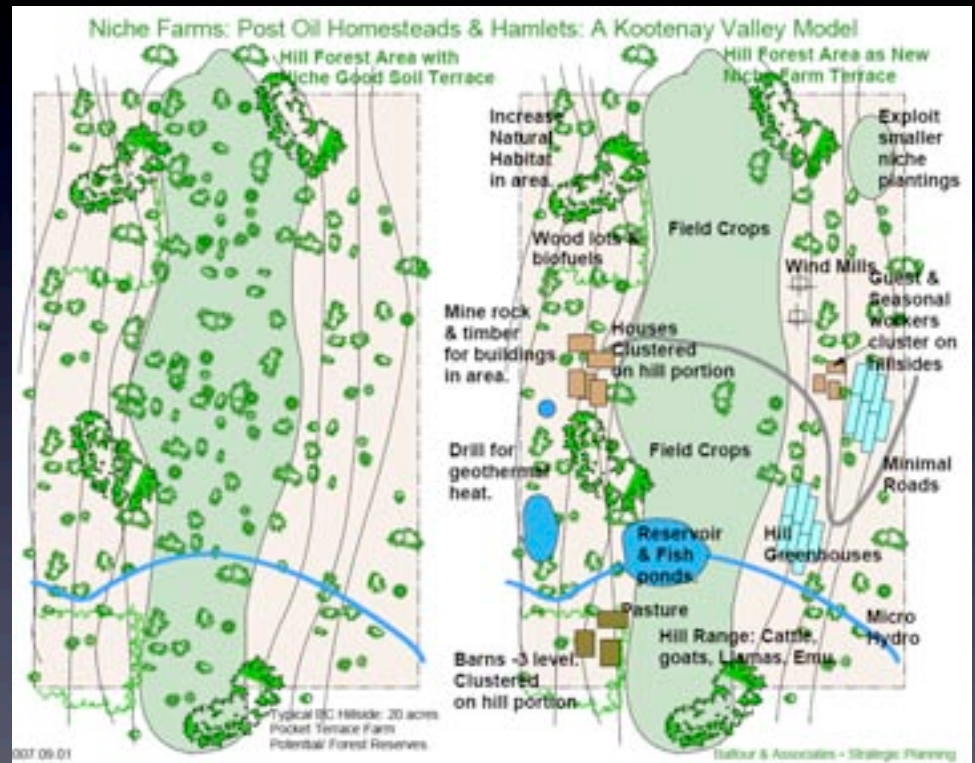 Niche Farms: Post Oil Homesteads & Hamlets: A Kootenay Valley Model
Hill Forest Area with
Niche Good Soil Terrace
Hill Forest Area as New
Niche Farm Terrace
Increase
Natural
Habitat
in area.
Exploit
smaller
niche
plantings
Field Crops
Wood lots &
biofuels
Wind Mills
Guest &
Seasonal
workers
cluster on
hillsides
Mine rock
& timber
for buildings
in area.
Houses
Clustered
on hill portion
Drill for
geothermal
heat.
Field Crops
Minimal
Roads
Reservoir
& Fish
ponds.
Hill
Greenhouses
Pasture
Micro
Hydro
Hill Range: Cattle,
goats, Llamas, Emu
Barns -3 level.
Clustered
on hill portion
Typical BC Hillside: 20 acres
Pocket Terrace Farm
Potential/ Forest Reserves.
007.09.01
Balfour & Associates - Strategic Planning